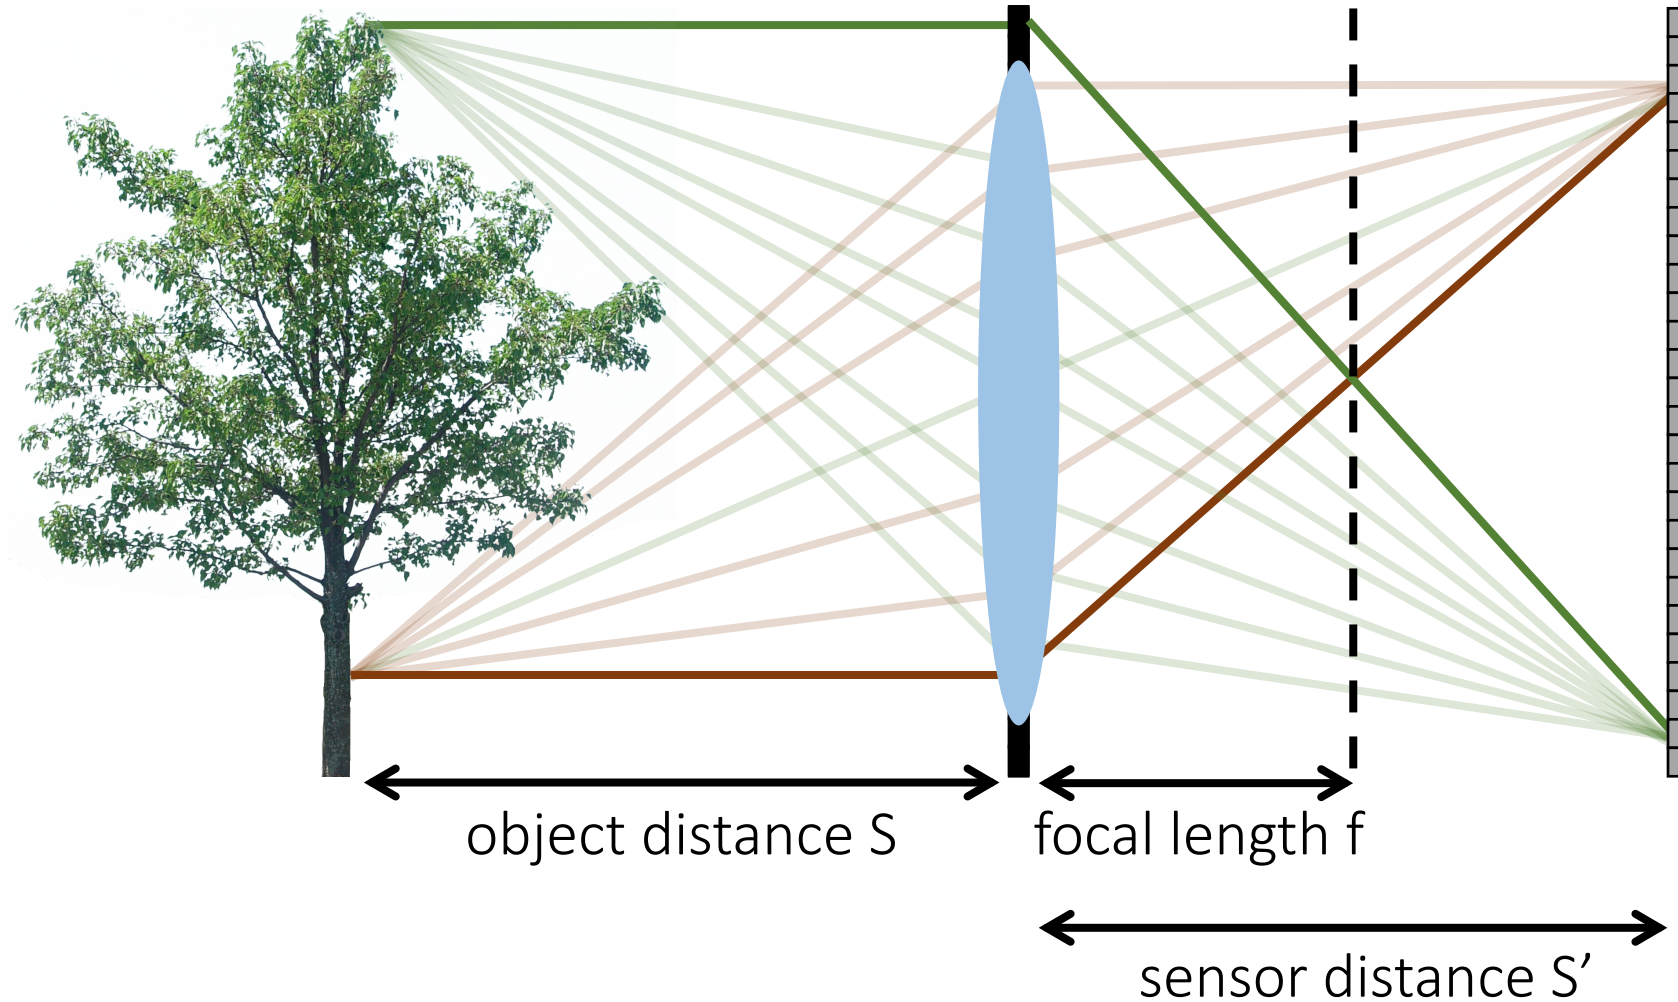 object distance S
focal length f
sensor distance S’